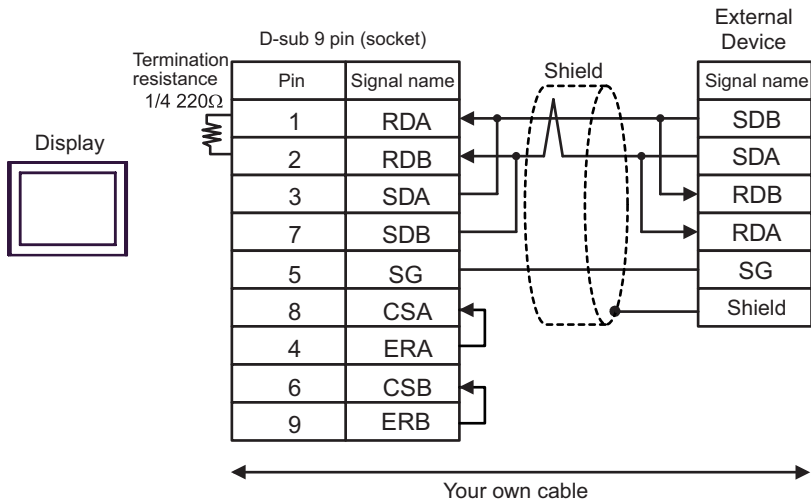 External
Device
D-sub 9 pin (socket)
Termination
resistance
1/4 220Ω
Pin Signal name
Shield
Signal name
1 RDA
SDB
Display
2 RDB
SDA
3 SDA
RDB
7 SDB
RDA
5 SG
SG
8 CSA
Shield
4 ERA
6 CSB
9 ERB
Your own cable